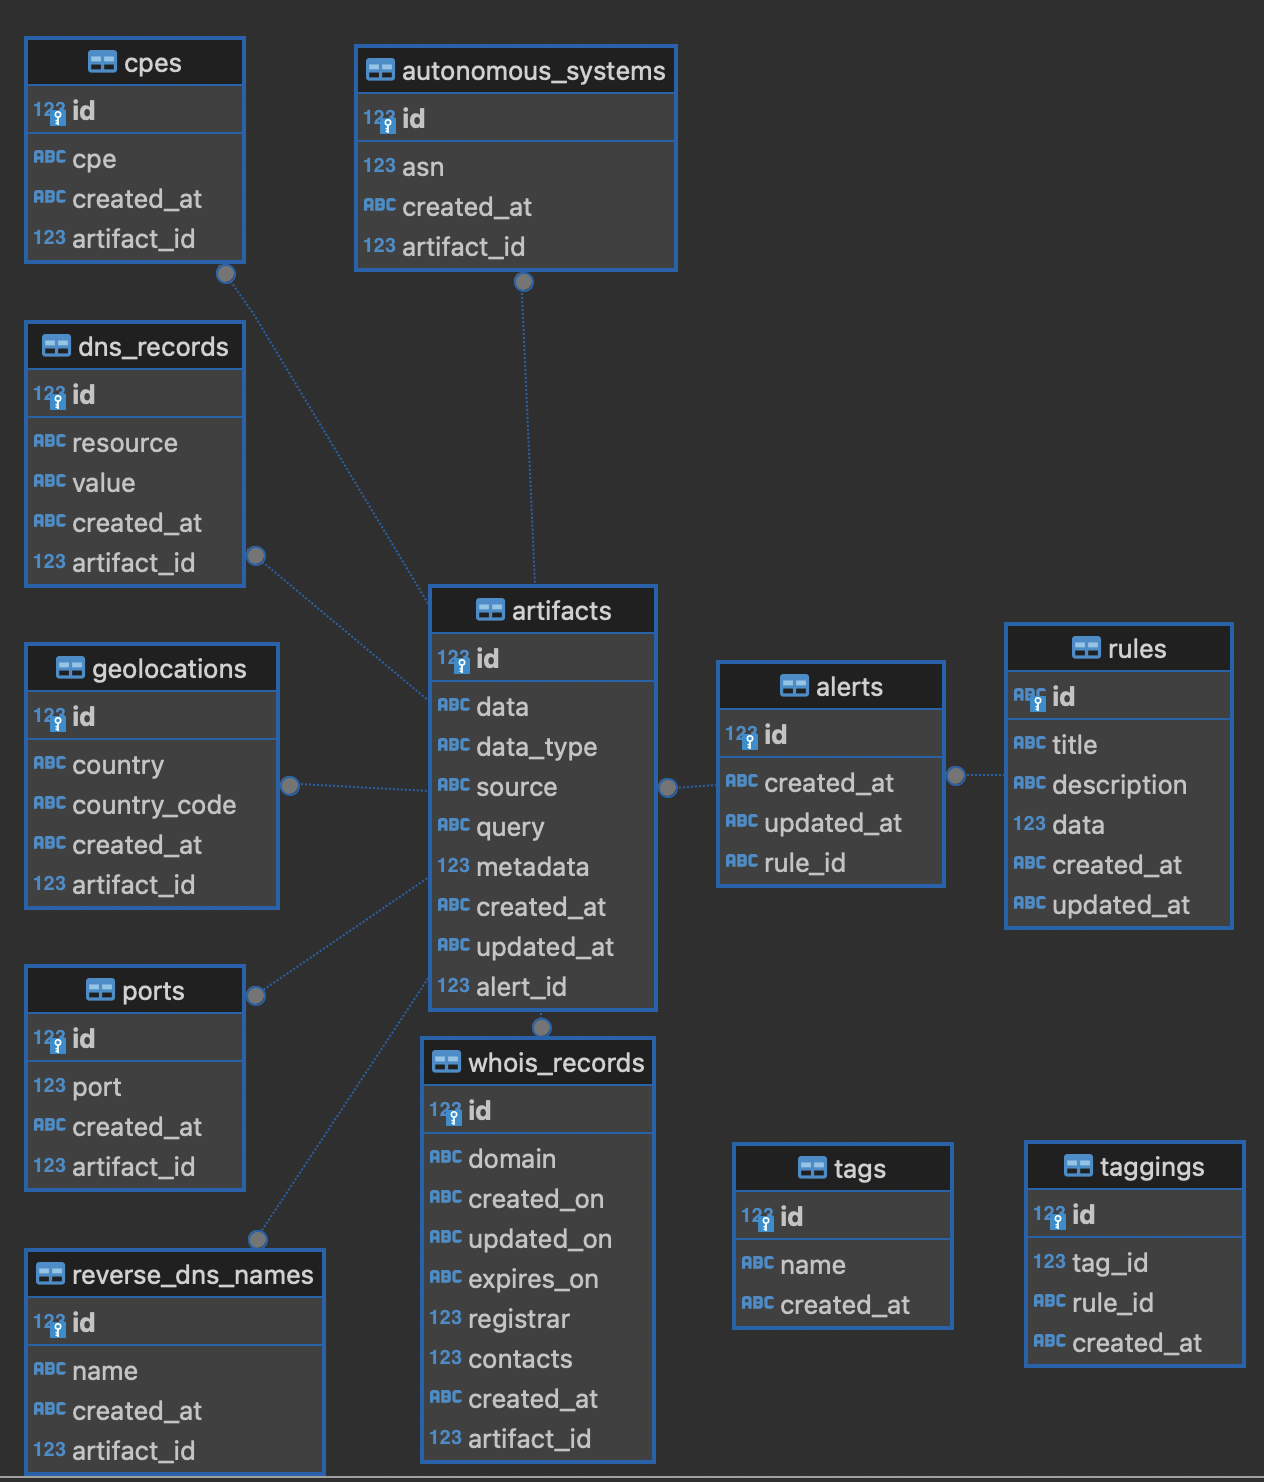 cpes
123 id
ABC cpe
ABC created_at
123 artifact_id
autonomous_systems
123 id
123 asn
ABC created_at
123 artifact_id
dns_records
123 id
ABC resource
ABC value
ABC created_at
123 artifact_id
geolocations
123 id
ABC country
ABC country_code
ABC created_at
123 artifact_id
ports
123 id
123 port
ABC created_at
123 artifact_id
reverse_dns_names
123 id
ABC name
ABC created_at
123 artifact_id
artifacts
123 id
ABC data
ABC data_type
ABC source
ABC query
123 metadata
ABC created_at
ABC updated_at
123 alert_id
whois_records
123 id
ABC domain
ABC created_on
ABC updated_on
ABC expires_on
123 registrar
123 contacts
ABC created_at
123 artifact_id
alerts
123 id
ABC created_at
ABC updated_at
ABC rule_id
rules
ABC id
ABC title
ABC description
123 data
ABC created_at
ABC updated_at
tags
123 id
ABC name
ABC created_at
taggings
123 id
123 tag_id
ABC rule_id
ABC created_at